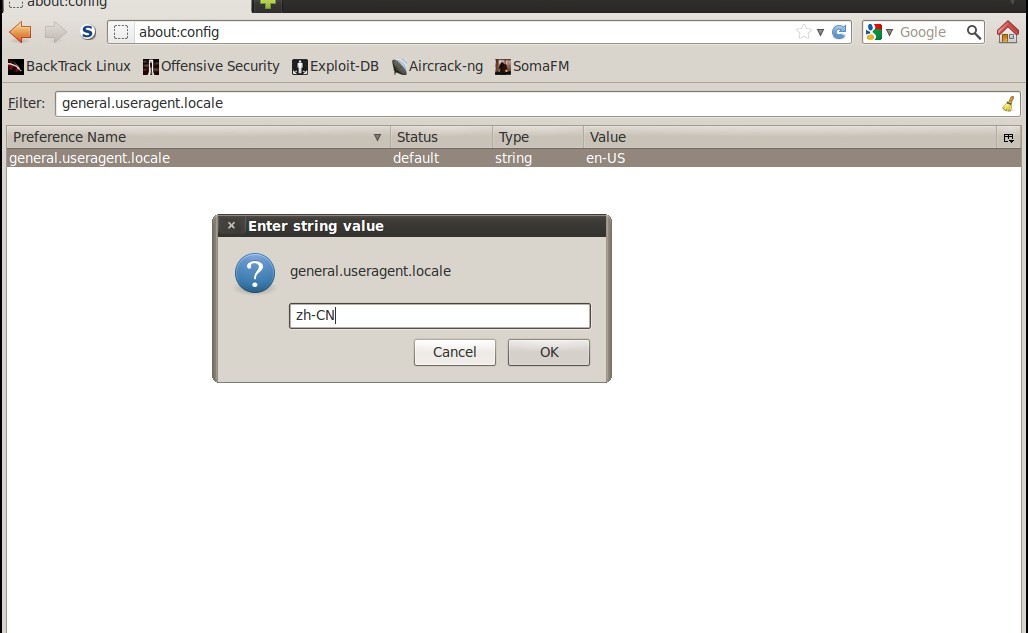 about:config
about:config
Google
BackTrack Linux Offensive Security Exploit-DB Aircrack-ng SomaFM
Filter: general.useragent.locale
Preference Name Status Type Value
general.useragent.locale default string en-US
Enter string value
general.useragent.locale
zh-CN
Cancel OK